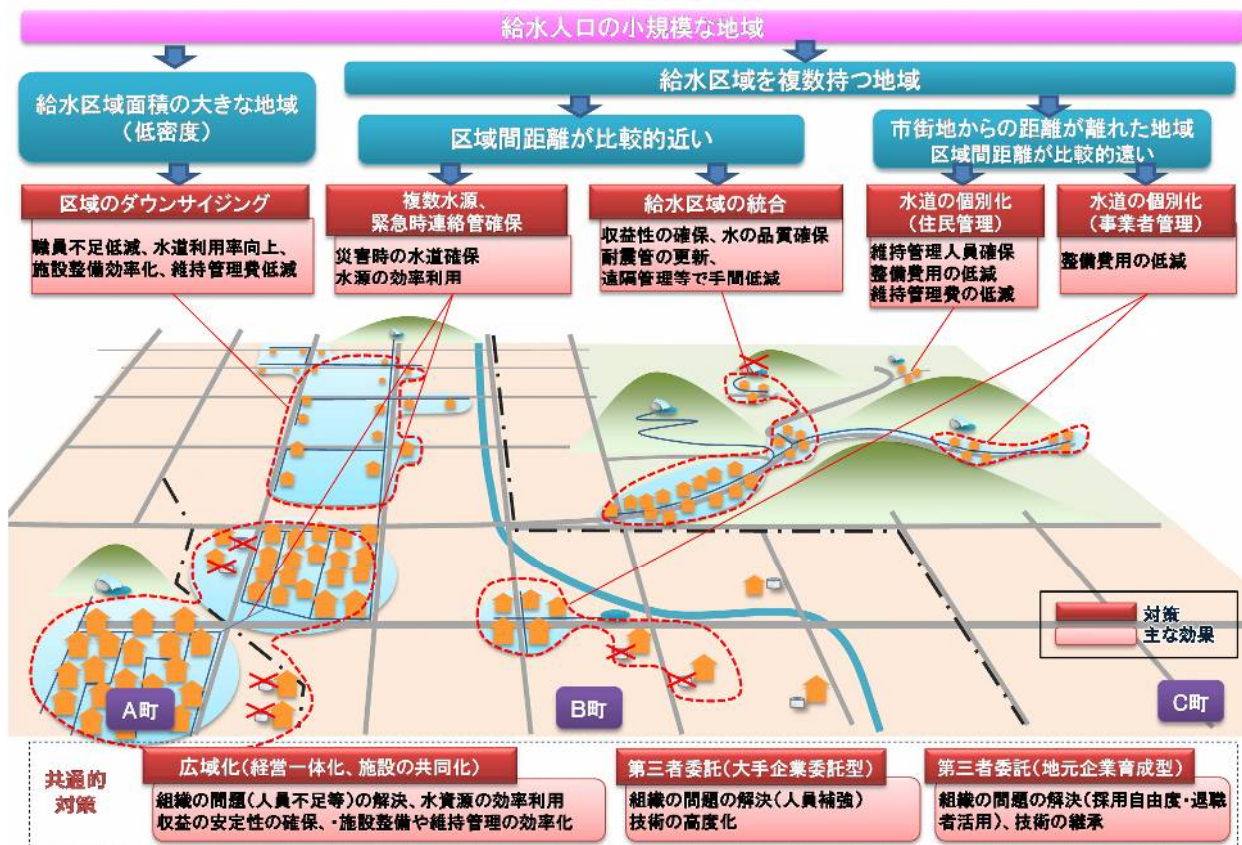 給水人口の小規模な地域
給水区域面積の大きな地域
（低密度）
給水区域を複数持つ地域
区域間距離が比較的近い
市街地からの距離が離れた地域
区域間距離が比較的遠い
区域のダウンサイジング
職員不足低減、水道利用率向上、
施設整備効率化、維持管理費低減
複数水源、
緊急時連絡管確保
災害時の水道確保
水源の効率利用
給水区域の統合
収益性の確保、水の品質確保
耐震管の更新、
遠隔管理等で手間低減
水道の個別化
（住民管理）
維持管理人員確保
整備費用の低減
維持管理費の低減
水道の個別化
（事業者管理）
整備費用の低減
対策
主な効果
A町
B町
C町
共通的
対策
広域化（経営一体化、施設の共同化）
組織の問題（人員不足等）の解決、水資源の効率利用
収益の安定性の確保、・施設整備や維持管理の効率化
第三者委託（大手企業委託型）
組織の問題の解決（人員補強）
技術の高度化
第三者委託（地元企業育成型）
組織の問題の解決（採用自由度・退職
者活用）、技術の継承